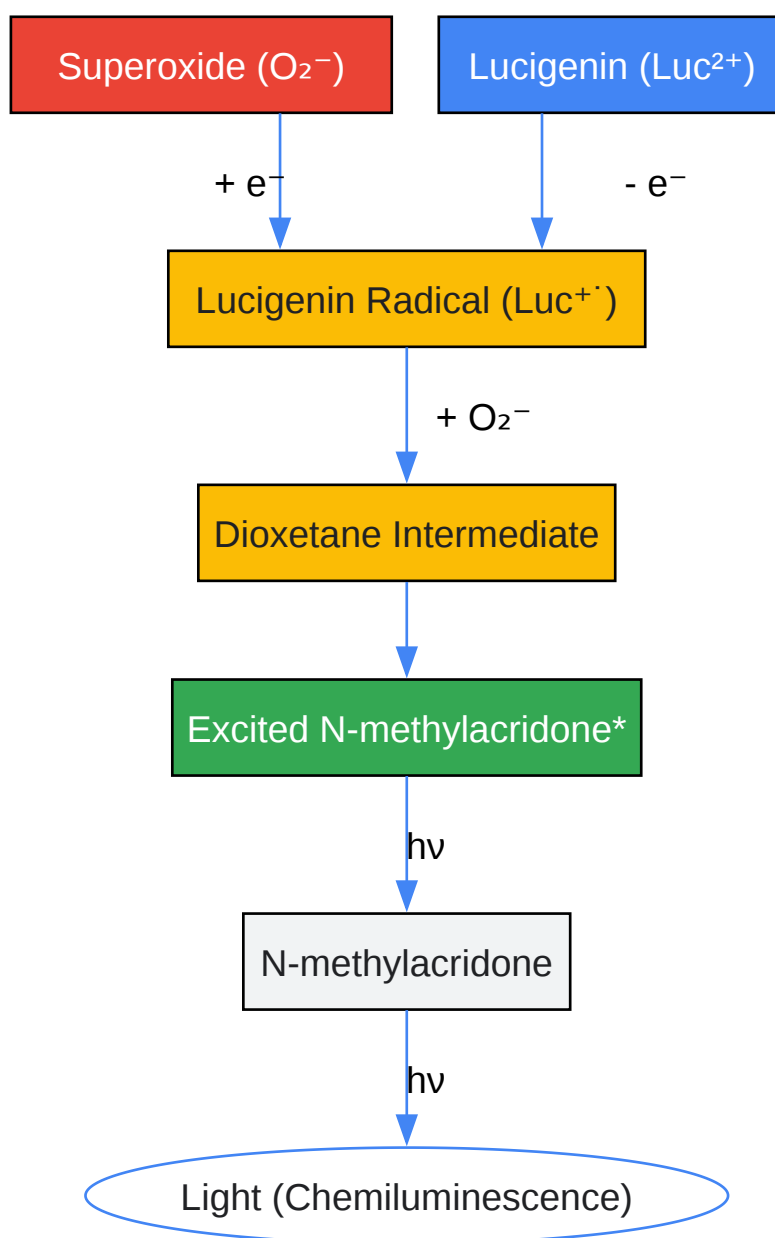 Superoxide (O₂⁻)
Lucigenin (Luc²⁺)
+ e⁻
- e⁻
Lucigenin Radical (Luc⁺˙)
+ O₂⁻
Dioxetane Intermediate
Excited N-methylacridone*
hν
N-methylacridone
hν
Light (Chemiluminescence)